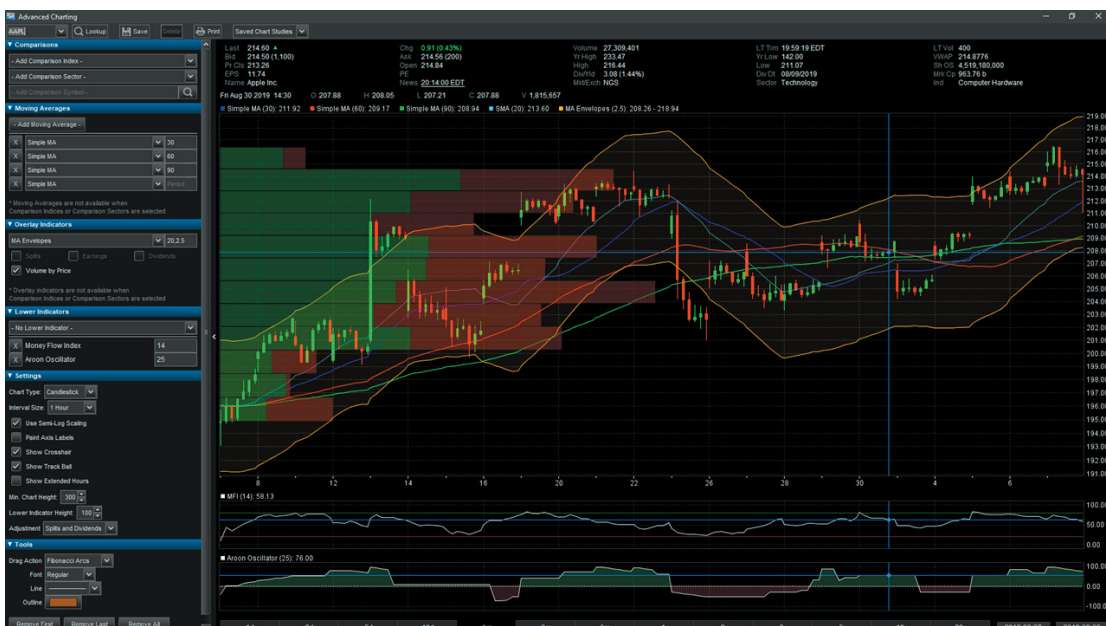 Advanced Charting
AAPL Lookup Save Delete Print Saved Chart Studies
Comparisons
- Add Comparison Index -
- Add Comparison Sector -
- Add Comparison Symbol -
Moving Averages
- Add Moving Average -
X Simple MA 30
X Simple MA 60
X Simple MA 90
X Simple MA Period
* Moving Averages are not available when
Comparison Indices or Comparison Sectors are selected
Overlay Indicators
MA Envelopes 20,2.5
Splits Earnings Dividends
Volume by Price
* Overlay Indicators are not available when
Comparison Indices or Comparison Sectors are selected
Lower Indicators
- No Lower Indicator -
X Money Flow Index 14
X Aroon Oscillator 25
Settings
Chart Type: Candlestick
Interval Size: 1 Hour
Use Semi-Log Scaling
Paint Axis Labels
Show Crosshair
Show Track Ball
Show Extended Hours
Min. Chart Height: 300
Lower Indicator Height: 100
Adjustment Splits and Dividends
Tools
Drag Action Fibonacci Arcs
Font Regular
Line
Outline
Remove First Remove Last Remove All
Last 214.60 Chg 0.91 (0.43%) Volume 27,309,401 LT Tim 19:59:19 EDT LT Vol 400
Bid 214.50 (1,100) Ask 214.56 (200) Yr High 233.47 Yr Low 142.00 VWAP 214.8776
Pr Cls 213.26 Open 214.84 High 216.44 Low 211.07 Sh OS 4,519,180,000
EPS 11.74 PE Div/Yld 3.08 (1.44%) Div Dt 08/09/2019 Mrk Cp 963.76 b
Name Apple Inc. News 20:14:00 EDT Mkt/Exch NGS Sector Technology Ind Computer Hardware
Fri Aug 30 2019 14:30 O 207.88 H 208.05 L 207.21 C 207.88 V 1,815,657
Simple MA (30): 211.92 Simple MA (60): 209.17 Simple MA (90): 208.94 SMA (20): 213.60 MA Envelopes (2.5): 208.26 - 218.94
219.00
218.00
217.00
216.00
215.00
214.00
213.00
212.00
211.00
210.00
209.00
208.00
207.00
206.00
205.00
204.00
203.00
202.00
201.00
200.00
199.00
198.00
197.00
196.00
195.00
194.00
193.00
192.00
191.00
8 12 14 16 20 22 24 26 28 30 4 6
MFI (14): 58.13
100.00
50.00
0.00
Aroon Oscillator (25): 76.00
100.00
0.00
-100.0